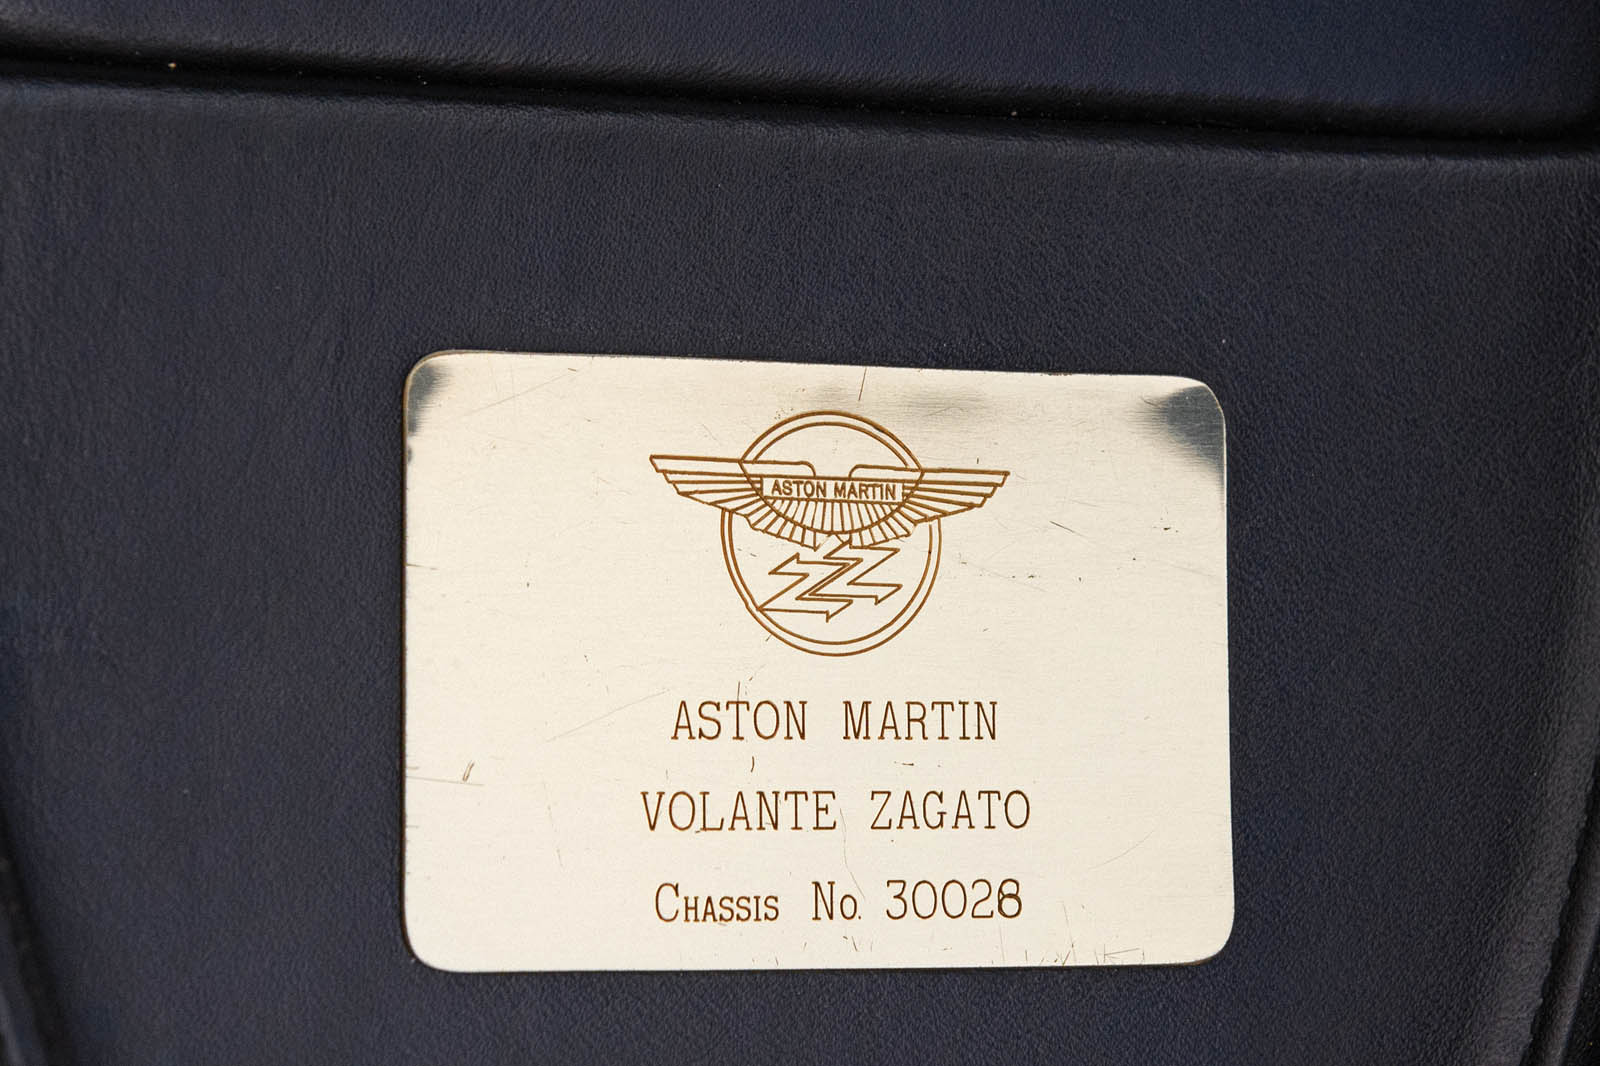 ASTON MARTIN
ASTON MARTIN
VOLANTE ZAGATO
CHASSIS No. 30028